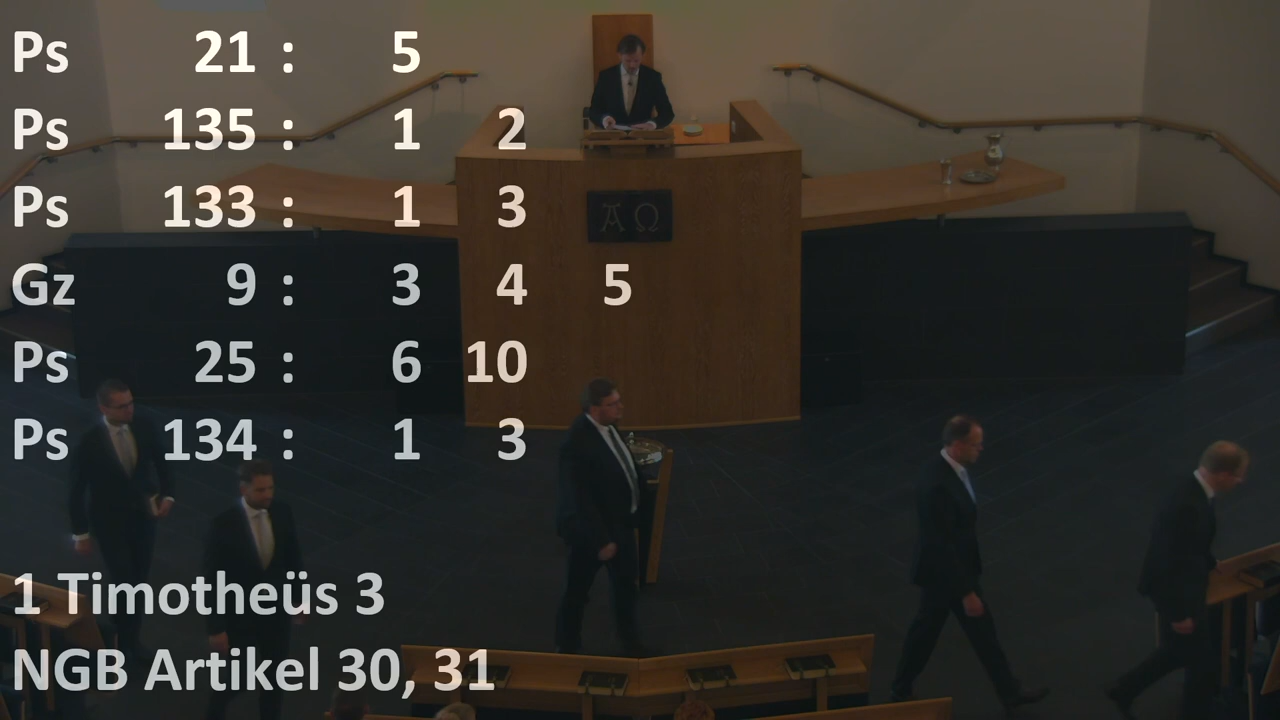 Ps 21 : 5
Ps 135 : 1 2
Ps 133 : 1 3
Gz 9 : 3 4 5
Ps 25 : 6 10
Ps 134 : 1 3
ΑΩ
1 Timotheüs 3
NGB Artikel 30, 31